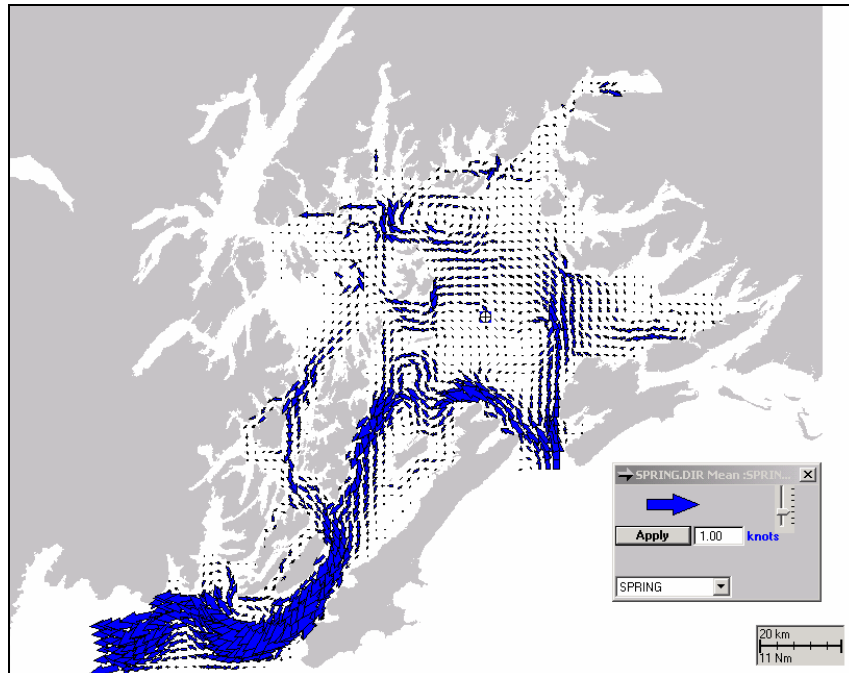 SPRING.DIR Mean :SPRIN...
Apply 1.00 knots
SPRING
20 km
11 Nm